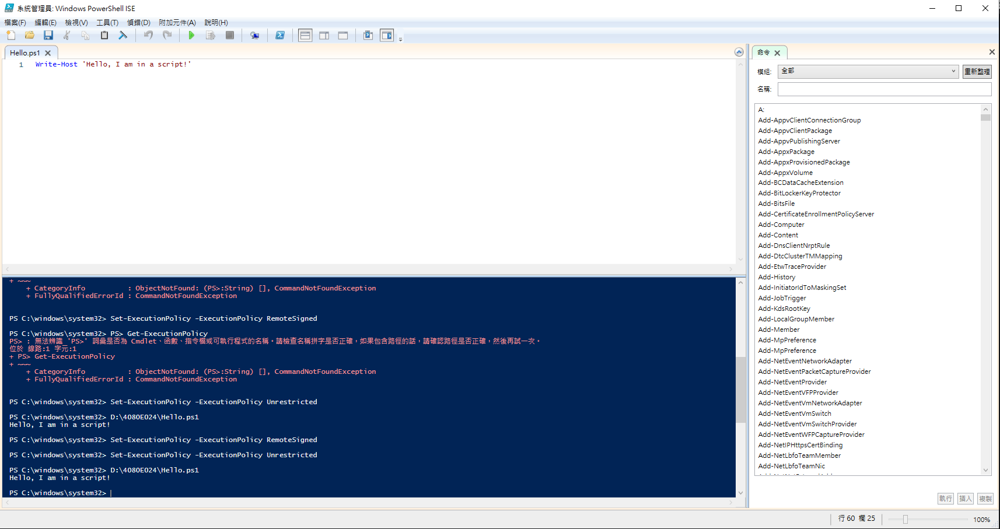 系統管理員: Windows PowerShell ISE
檔案(F) 編輯(E) 檢視(V) 工具(T) 偵錯(D) 附加元件(A) 說明(H)
Hello.ps1
1 Write-Host 'Hello, I am in a script!'
+ ~~~
+ CategoryInfo : ObjectNotFound: (PS>:String) [], CommandNotFoundException
+ FullyQualifiedErrorId : CommandNotFoundException
PS C:\windows\system32> Set-ExecutionPolicy -ExecutionPolicy RemoteSigned
PS C:\windows\system32> PS> Get-ExecutionPolicy
PS> : 無法辨識 'PS>' 詞彙是否為 Cmdlet、函數、指令檔或可執行程式的名稱。請檢查名稱拼字是否正確，如果包含路徑的話，請確認路徑是否正確，然後再試一次。
位於 線路:1 字元:1
+ PS> Get-ExecutionPolicy
+ ~~~
+ CategoryInfo : ObjectNotFound: (PS>:String) [], CommandNotFoundException
+ FullyQualifiedErrorId : CommandNotFoundException
PS C:\windows\system32> Set-ExecutionPolicy -ExecutionPolicy Unrestricted
PS C:\windows\system32> D:\4080E024\Hello.ps1
Hello, I am in a script!
PS C:\windows\system32> Set-ExecutionPolicy -ExecutionPolicy RemoteSigned
PS C:\windows\system32> Set-ExecutionPolicy -ExecutionPolicy Unrestricted
PS C:\windows\system32> D:\4080E024\Hello.ps1
Hello, I am in a script!
PS C:\windows\system32>
命令
模組: 全部 重新整理
名稱:
A:
Add-AppvClientConnectionGroup
Add-AppvClientPackage
Add-AppvPublishingServer
Add-AppxPackage
Add-AppxProvisionedPackage
Add-AppxVolume
Add-BCDataCacheExtension
Add-BitLockerKeyProtector
Add-BitsFile
Add-CertificateEnrollmentPolicyServer
Add-Computer
Add-Content
Add-DnsClientNrptRule
Add-DtcClusterTMMapping
Add-EtwTraceProvider
Add-History
Add-InitiatorIdToMaskingSet
Add-JobTrigger
Add-KdsRootKey
Add-LocalGroupMember
Add-Member
Add-MpPreference
Add-MpPreference
Add-NetEventNetworkAdapter
Add-NetEventPacketCaptureProvider
Add-NetEventProvider
Add-NetEventVFPProvider
Add-NetEventVmNetworkAdapter
Add-NetEventVmSwitch
Add-NetEventVmSwitchProvider
Add-NetEventWFPCaptureProvider
Add-NetIPHttpsCertBinding
Add-NetLbfoTeamMember
Add-NetLbfoTeamNic
執行 插入 複製
行 60 欄 25 100%